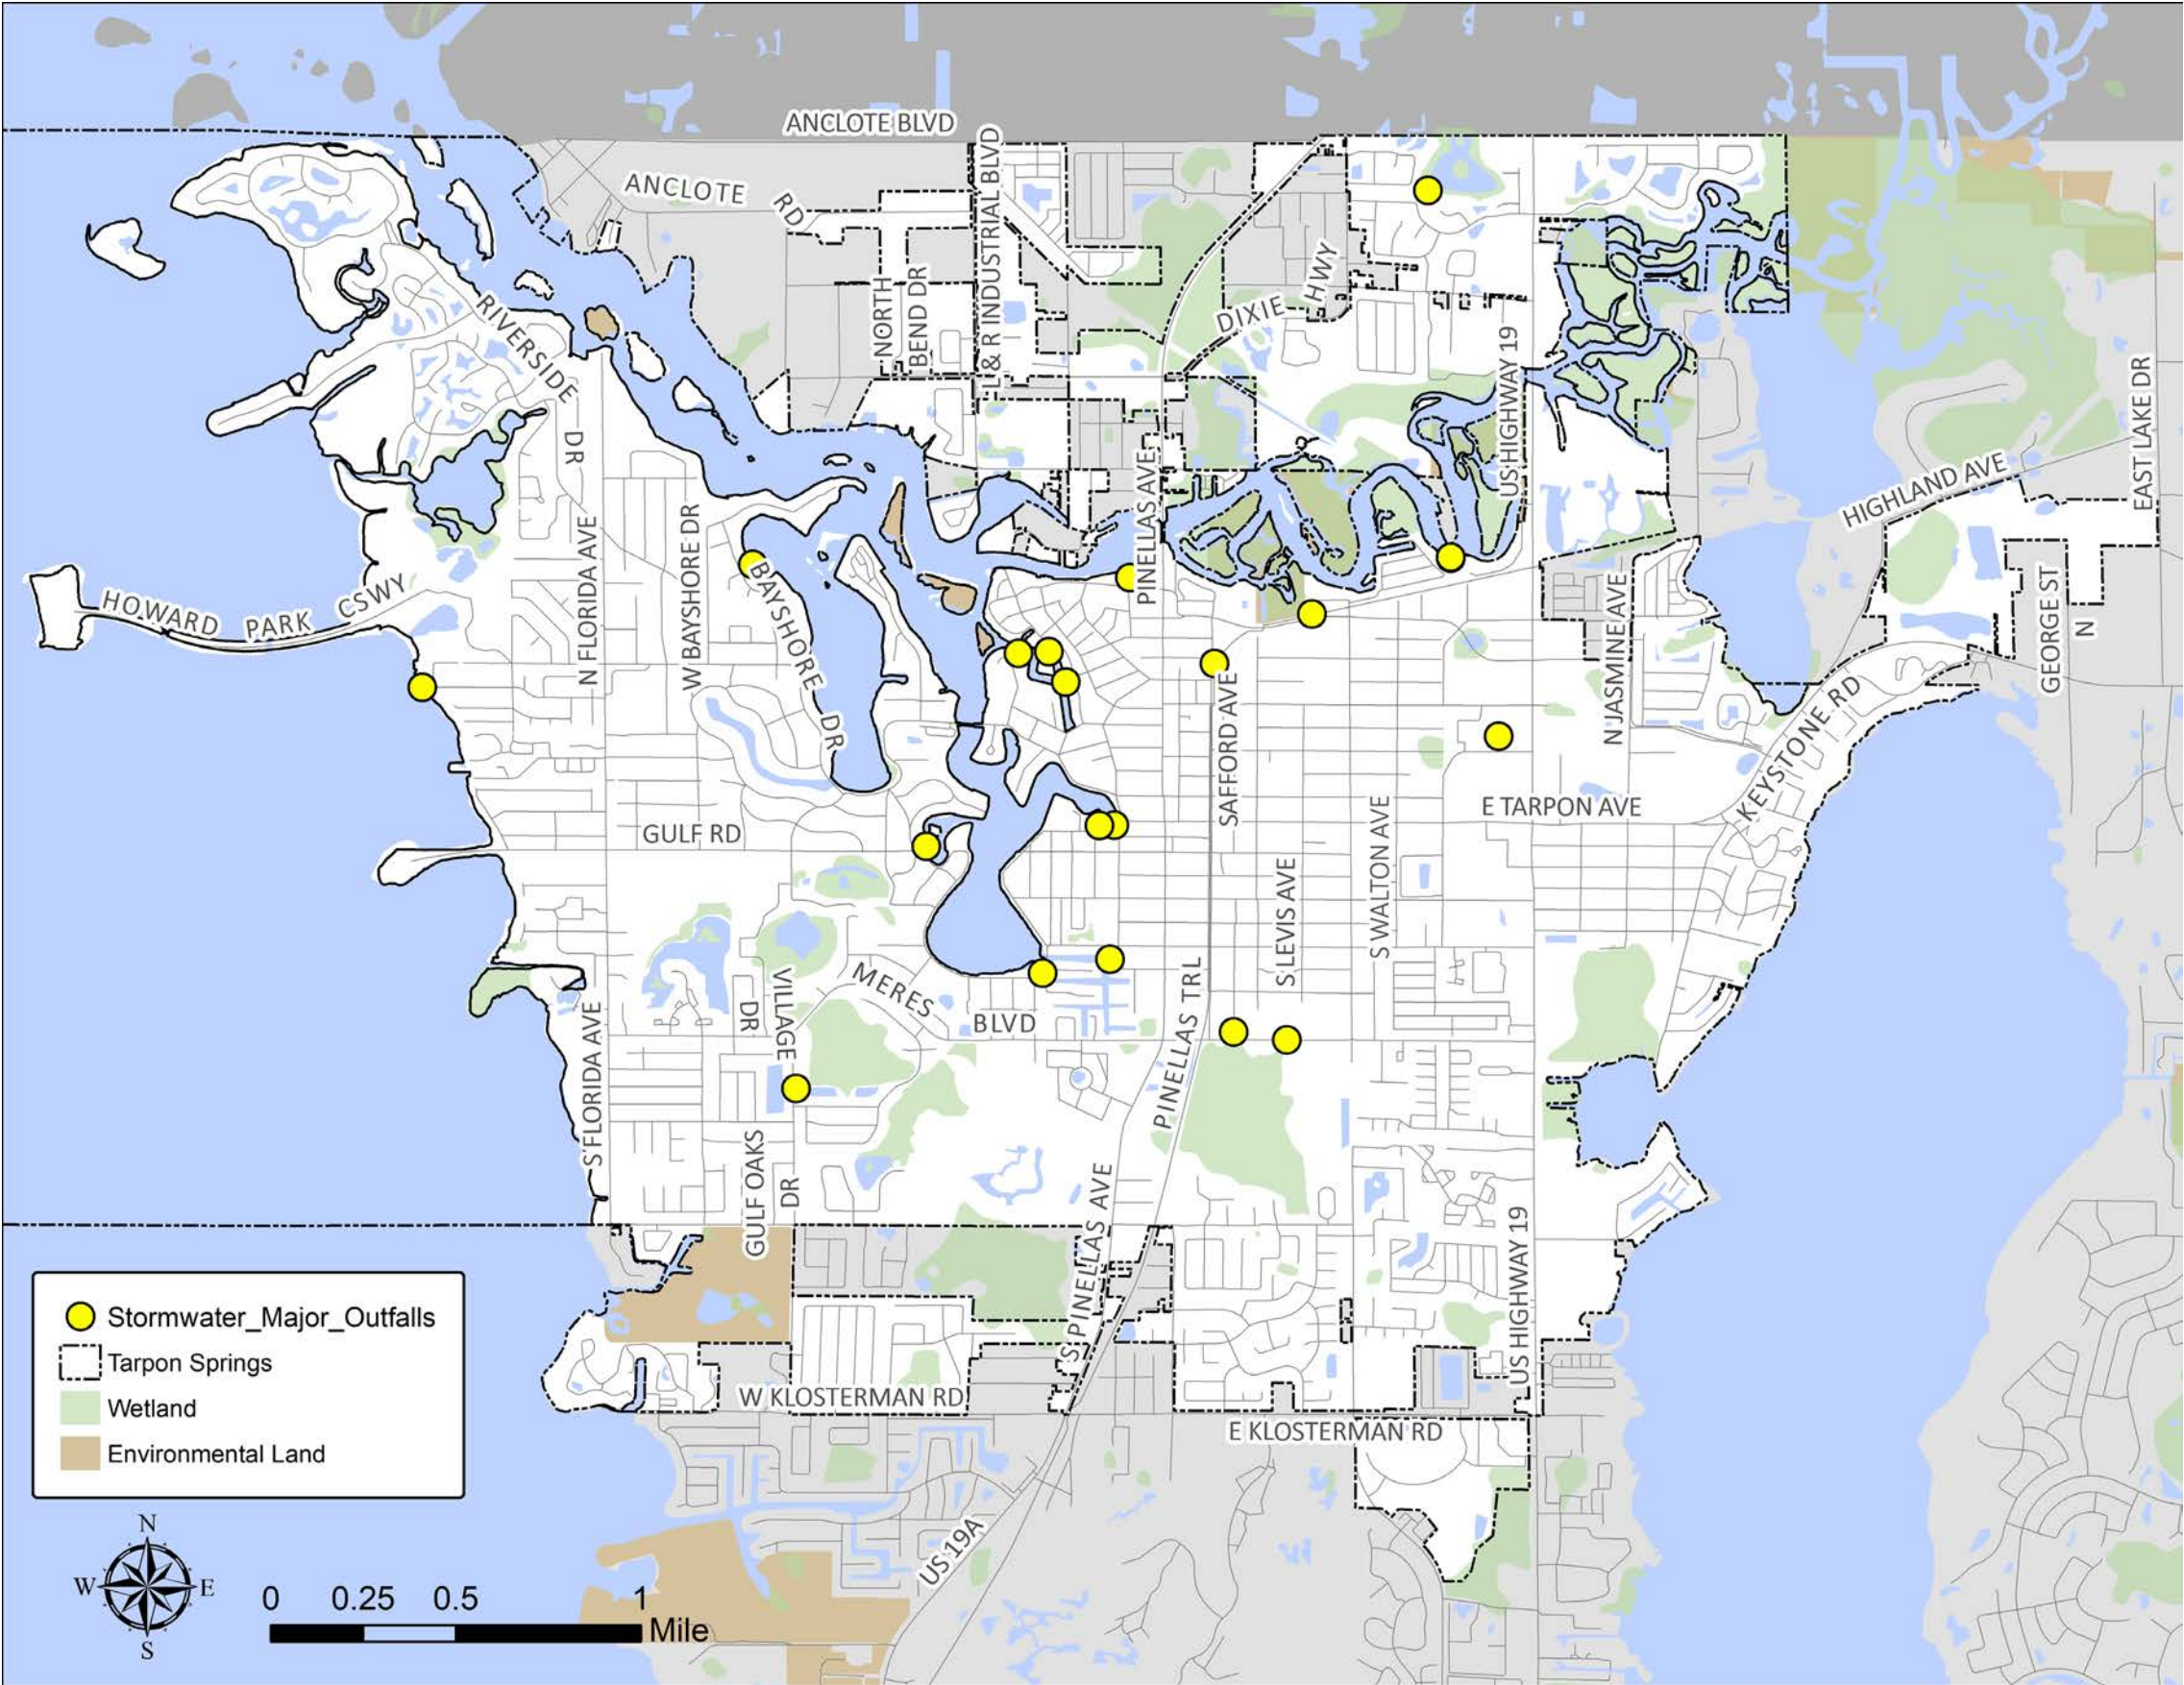 ANCLOTE BLVD
ANCLOTE
RD
L & R INDUSTRIAL BLVD
NORTH
BEND DR
DIXIE
HWY
RIVERSIDE
DR
US HIGHWAY 19
EAST LAKE DR
HIGHLAND AVE
PINELLAS AVE
N FLORIDA AVE
W BAYSHORE DR
BAYSHORE
DR
HOWARD
PARK
CSWY
N JASMINE AVE
GEORGE ST
N
KEYSTONE RD
SAFFORD AVE
E TARPON AVE
GULF RD
S WALTON AVE
S LEVIS AVE
MERES
BLVD
VILLAGE
DR
PINELLAS TRL
S FLORIDA AVE
GULF OAKS
DR
S PINELLAS AVE
US HIGHWAY 19
W KLOSTERMAN RD
E KLOSTERMAN RD
US 19A
Stormwater_Major_Outfalls
Tarpon Springs
Wetland
Environmental Land
N
W
E
S
0 0.25 0.5 1
Mile